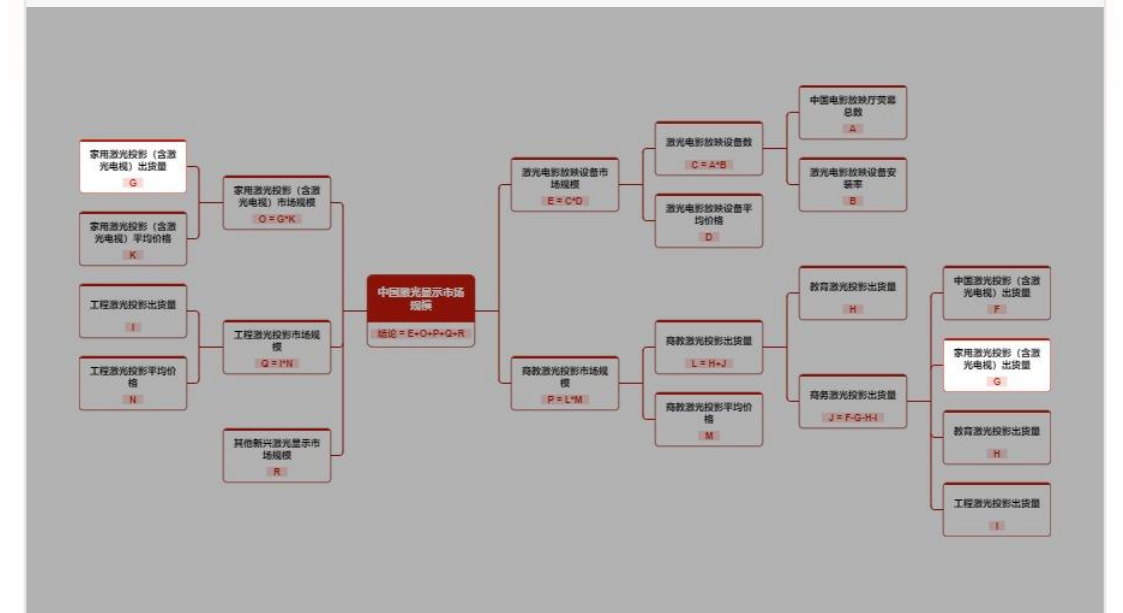 家用激光投影（含激
光电视）出货量
G
家用激光投影（含激
光电视）平均价格
K
家用激光投影（含激
光电视）市场规模
O = G*K
工程激光投影出货量
I
工程激光投影平均价
格
N
工程激光投影市场规
模
Q = I*N
其他新兴激光显示市
场规模
R
中国激光显示市场
规模
结论 = E+O+P+Q+R
激光电影放映设备市
场规模
E = C*D
激光电影放映设备数
C = A*B
激光电影放映设备平
均价格
D
中国电影放映厅荧幕
总数
A
激光电影放映设备安
装率
B
商教激光投影市场规
模
P = L*M
商教激光投影出货量
L = H+J
商教激光投影平均价
格
M
教育激光投影出货量
H
商务激光投影出货量
J = F-G-H-I
中国激光投影（含激
光电视）出货量
F
家用激光投影（含激
光电视）出货量
G
教育激光投影出货量
H
工程激光投影出货量
I